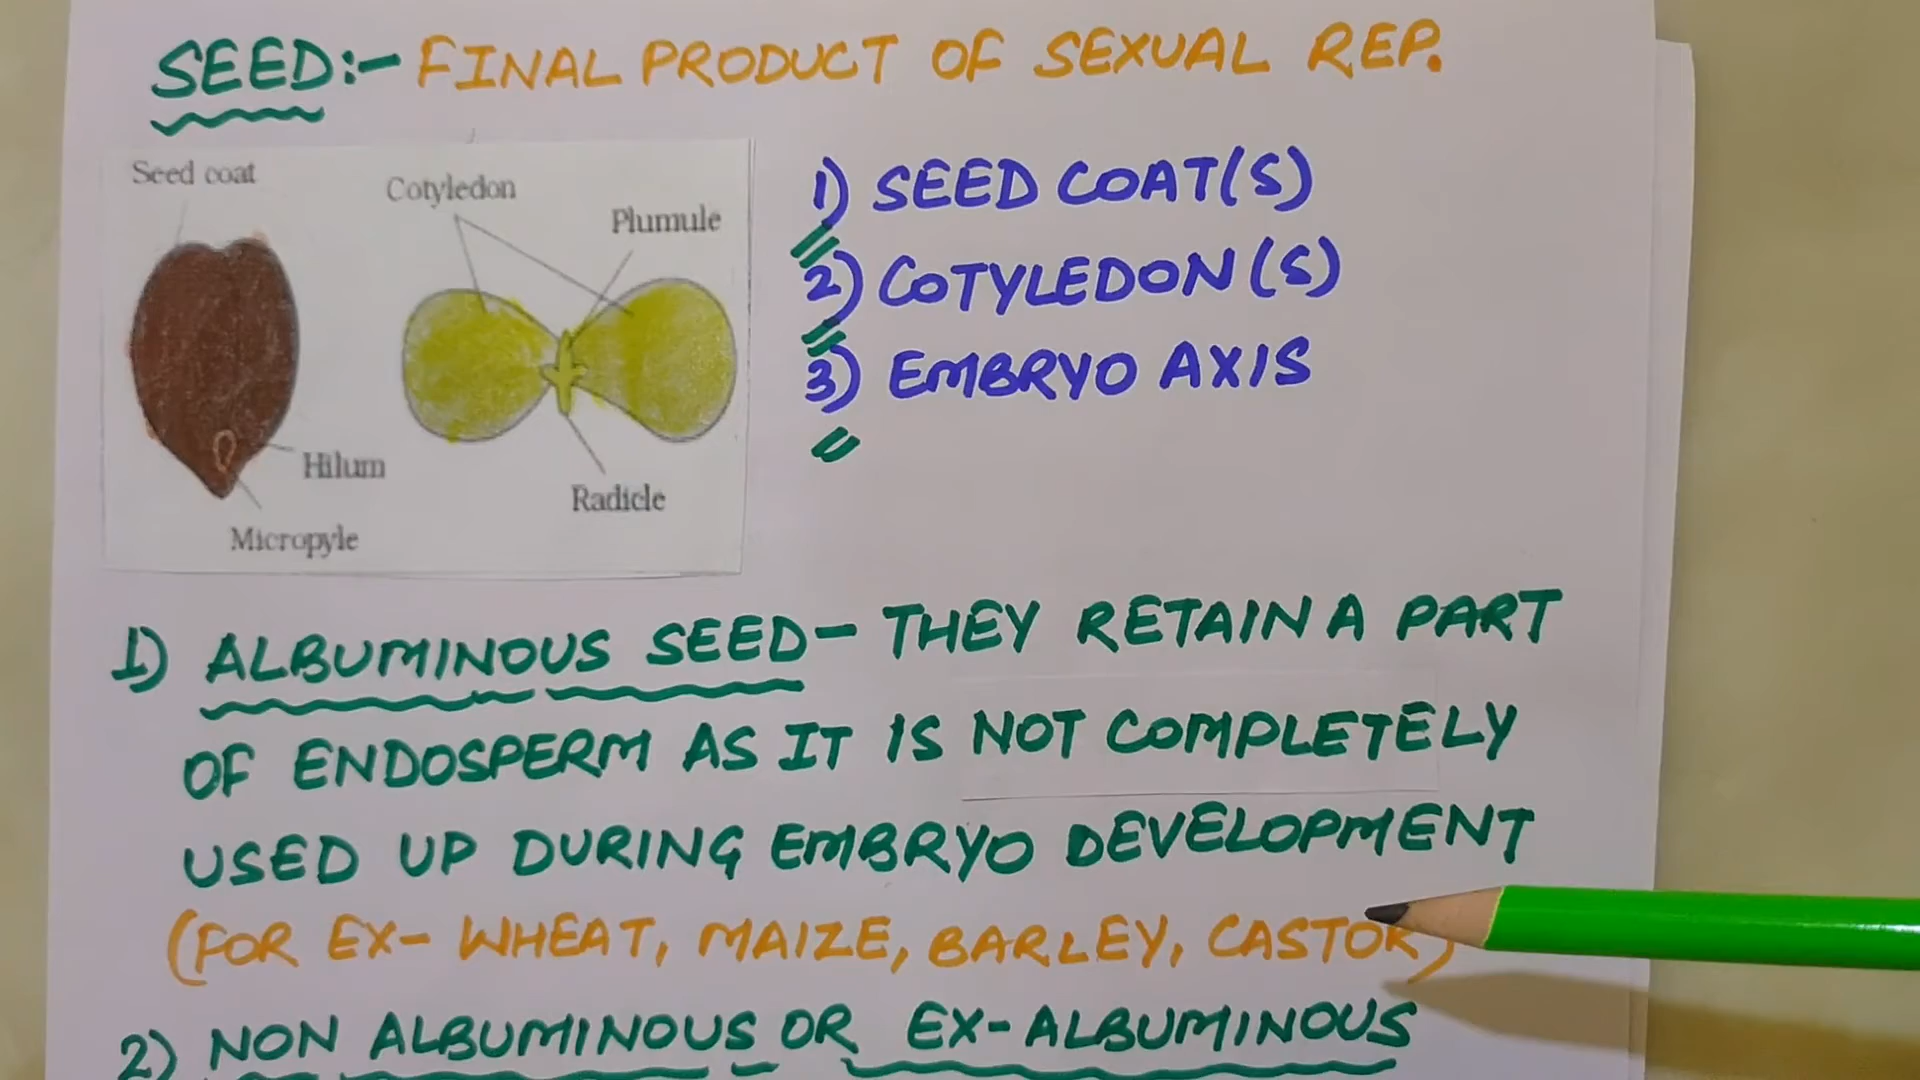 SEED:- FINAL PRODUCT OF SEXUAL REP.
Seed coat
Cotyledon
Plumule
Hilum
Radicle
Micropyle
1) SEED COAT(S)
2) COTYLEDON(S)
3) EMBRYO AXIS
1) ALBUMINOUS SEED- THEY RETAIN A PART
OF ENDOSPERM AS IT IS NOT COMPLETELY
USED UP DURING EMBRYO DEVELOPMENT
(FOR EX- WHEAT, MAIZE, BARLEY, CASTOR)
2) NON ALBUMINOUS OR EX-ALBUMINOUS